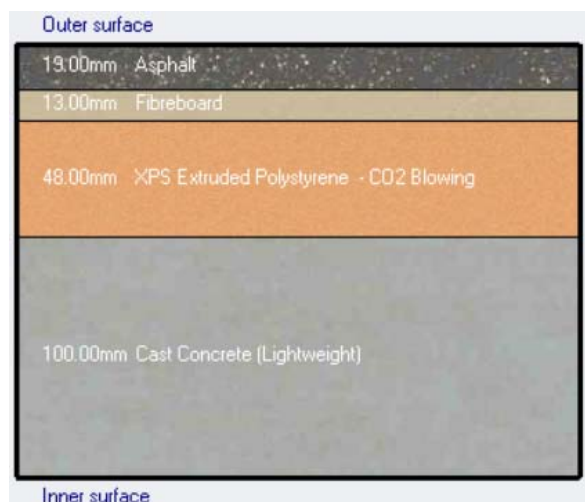 Outer surface
19.00mm Asphalt
13.00mm Fibreboard
48.00mm XPS Extruded Polystyrene - CO2 Blowing
100.00mm Cast Concrete (Lightweight)
Inner surface